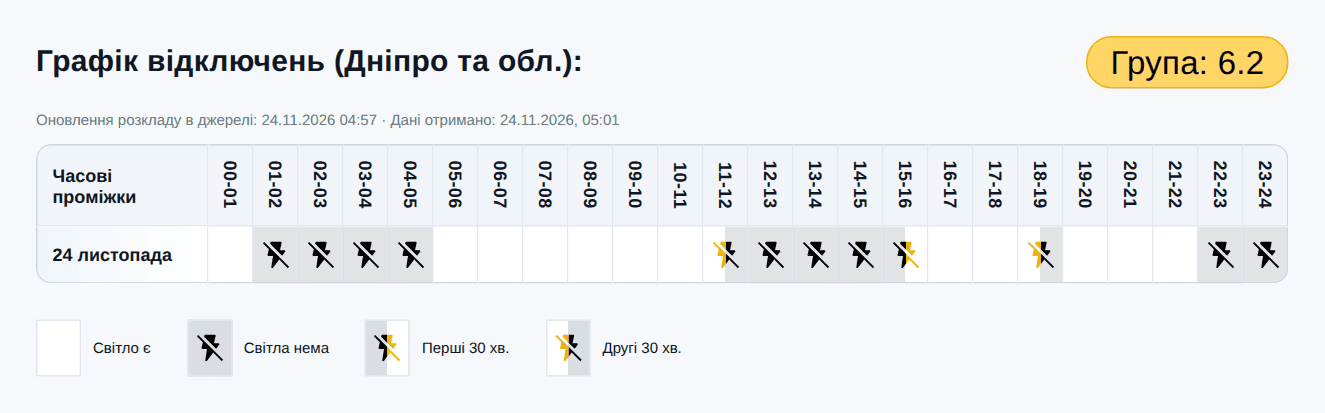 Графік відключень (Дніпро та обл.):
Група: 6.2
Оновлення розкладу в джерелі: 24.11.2026 04:57 · Дані отримано: 24.11.2026, 05:01
Часові
проміжки
00-01
01-02
02-03
03-04
04-05
05-06
06-07
07-08
08-09
09-10
10-11
11-12
12-13
13-14
14-15
15-16
16-17
17-18
18-19
19-20
20-21
21-22
22-23
23-24
24 листопада
Світло є
Світла нема
Перші 30 хв.
Другі 30 хв.